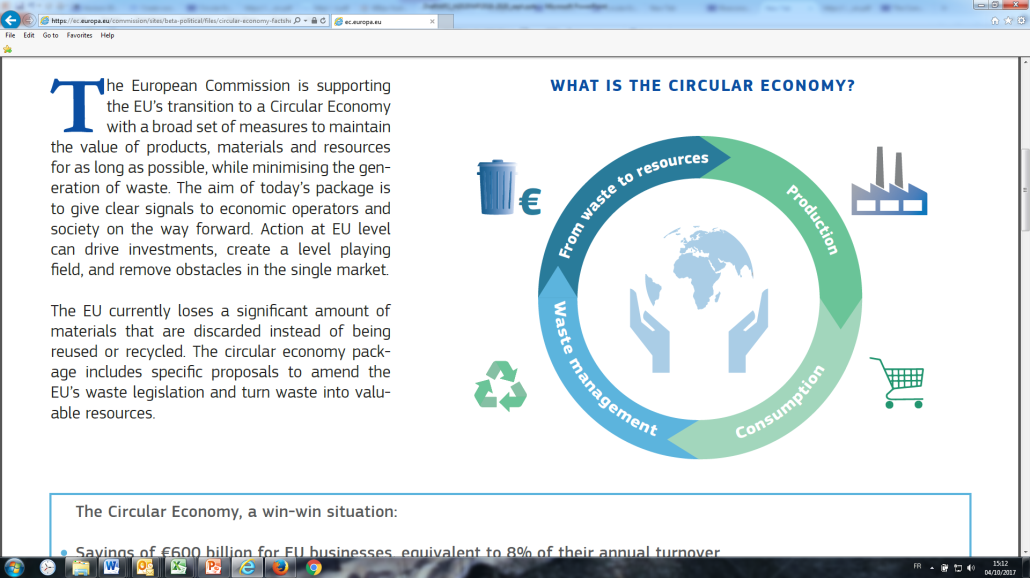 https://ec.europa.eu/commission/sites/beta-political/files/circular-economy-factsh
ec.europa.eu
File Edit Go to Favorites Help
The European Commission is supporting
the EU's transition to a Circular Economy
with a broad set of measures to maintain
the value of products, materials and resources
for as long as possible, while minimising the gen-
eration of waste. The aim of today's package is
to give clear signals to economic operators and
society on the way forward. Action at EU level
can drive investments, create a level playing
field, and remove obstacles in the single market.
The EU currently loses a significant amount of
materials that are discarded instead of being
reused or recycled. The circular economy pack-
age includes specific proposals to amend the
EU's waste legislation and turn waste into valu-
able resources.
WHAT IS THE CIRCULAR ECONOMY?
From waste to resources
Production
Consumption
Waste management
€
The Circular Economy, a win-win situation:
• Savings of €600 billion for EU businesses, equivalent to 8% of their annual turnover
FR
15:12
04/10/2017